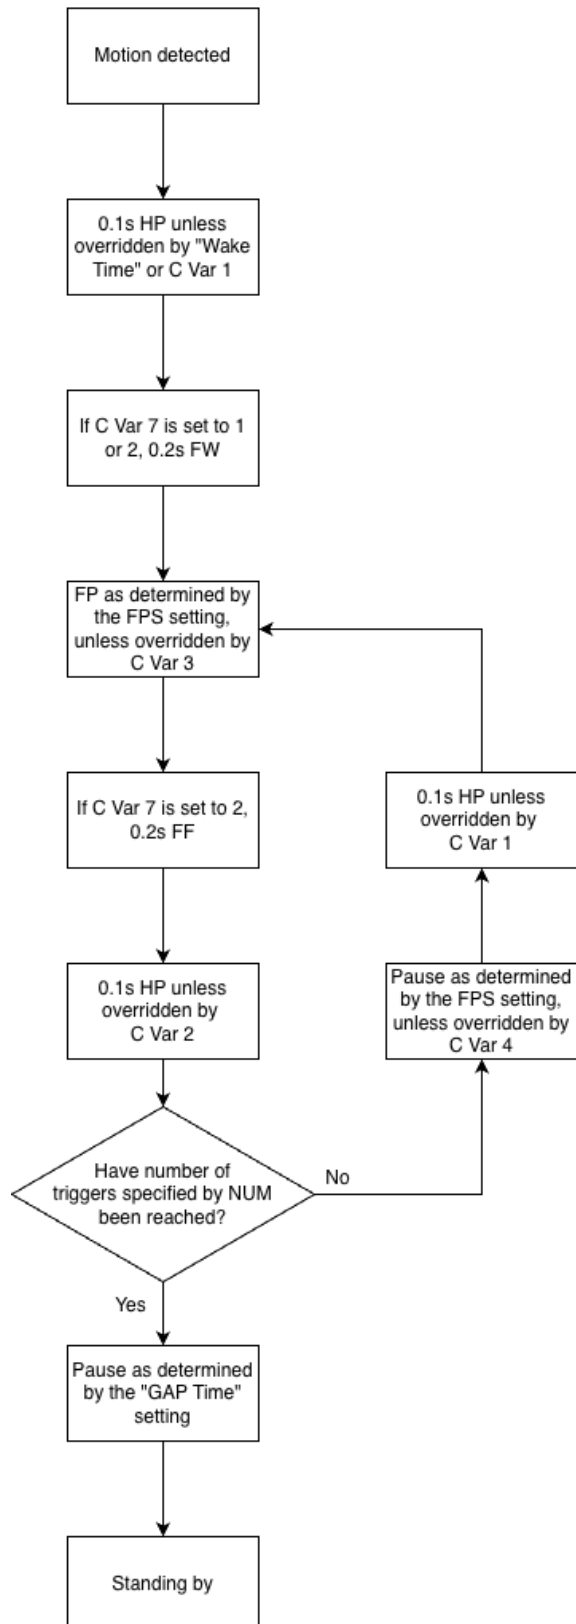 Motion detected
0.1s HP unless
overridden by "Wake
Time" or C Var 1
If C Var 7 is set to 1
or 2, 0.2s FW
FP as determined by
the FPS setting,
unless overridden by
C Var 3
If C Var 7 is set to 2,
0.2s FF
0.1s HP unless
overridden by
C Var 1
0.1s HP unless
overridden by
C Var 2
Pause as determined
by the FPS setting,
unless overridden by
C Var 4
Have number of
triggers specified by NUM
been reached?
No
Yes
Pause as determined
by the "GAP Time"
setting
Standing by